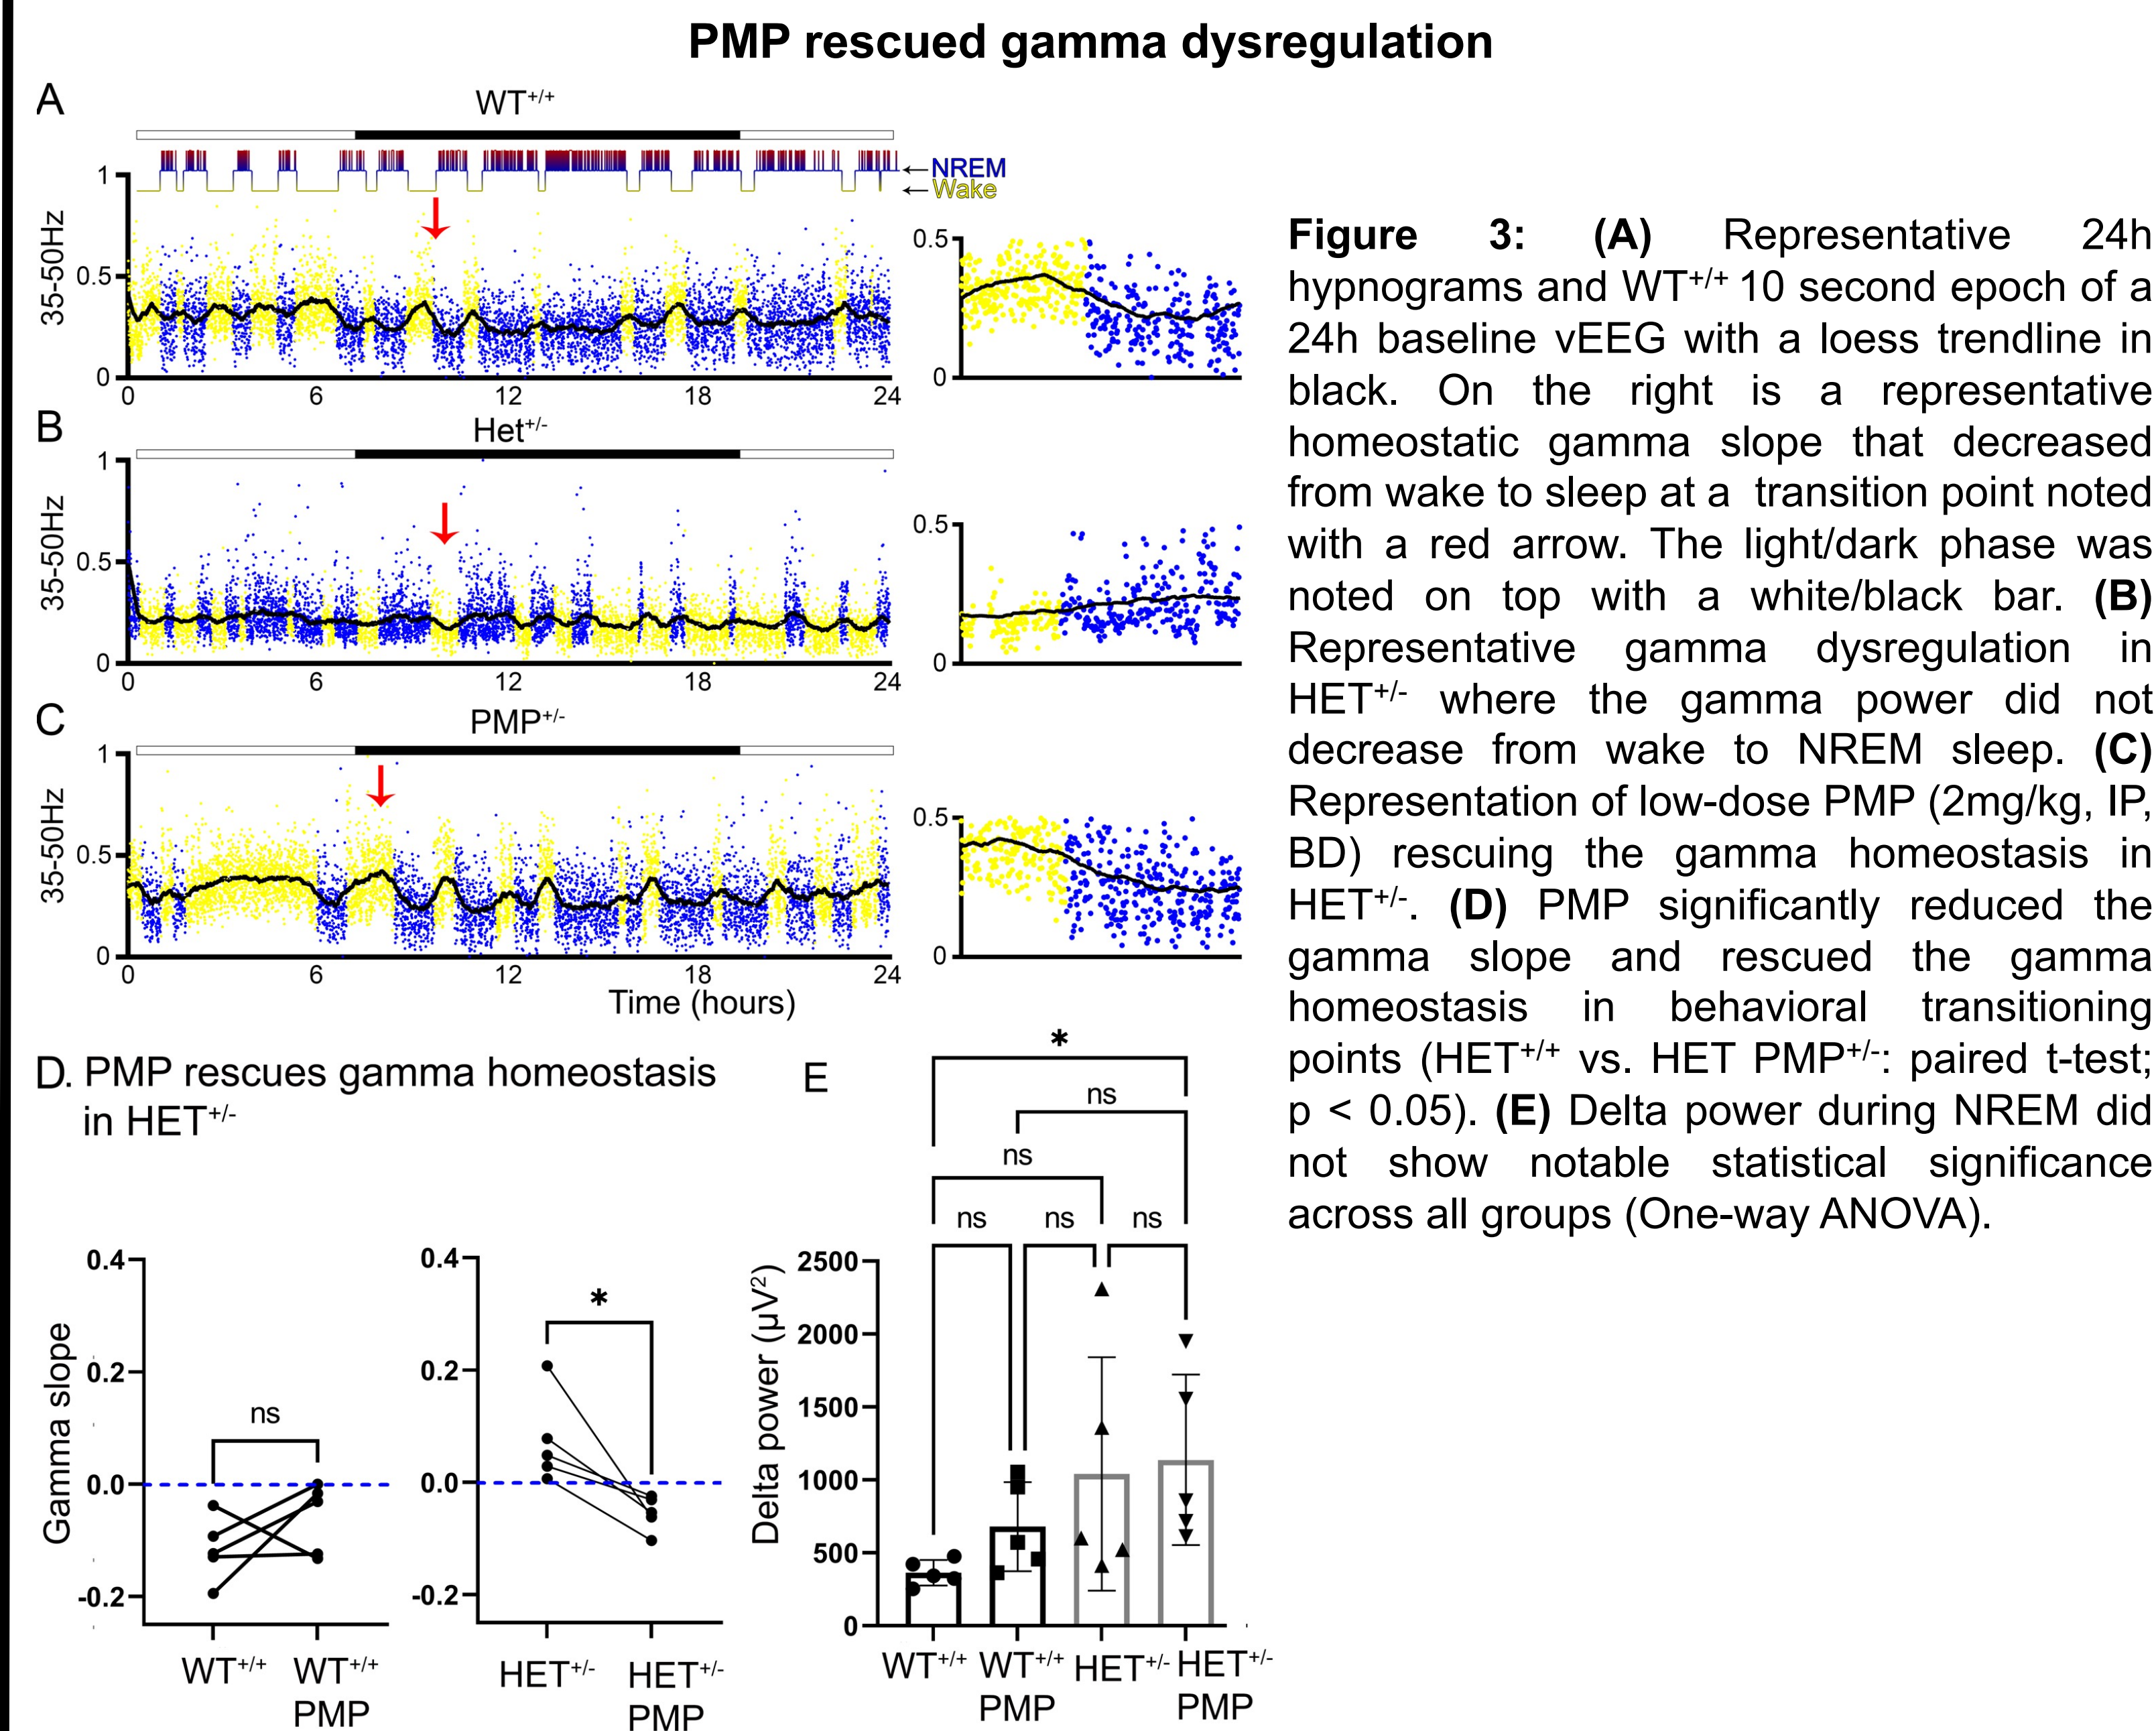 PMP rescued gamma dysregulation
A
WT+/+
NREM
Wake
35-50Hz
1
0.5
0
0 6 12 18 24
0.5
0
B
Het+/-
35-50Hz
1
0.5
0
0 6 12 18 24
0.5
0
C
PMP+/-
35-50Hz
1
0.5
0
0 6 12 18 24
Time (hours)
0.5
0
D. PMP rescues gamma homeostasis
in HET+/-
Gamma slope
0.4
0.2
0.0
-0.2
ns
WT+/+ WT+/+
PMP
0.4
0.2
0.0
-0.2
*
HET+/- HET+/-
PMP
E
*
ns
ns
ns ns ns
Delta power (µV2)
2500
2000
1500
1000
500
0
WT+/+ WT+/+ HET+/- HET+/-
PMP PMP
Figure 3: (A) Representative 24h
hypnograms and WT+/+ 10 second epoch of a
24h baseline vEEG with a loess trendline in
black. On the right is a representative
homeostatic gamma slope that decreased
from wake to sleep at a transition point noted
with a red arrow. The light/dark phase was
noted on top with a white/black bar. (B)
Representative gamma dysregulation in
HET+/- where the gamma power did not
decrease from wake to NREM sleep. (C)
Representation of low-dose PMP (2mg/kg, IP,
BD) rescuing the gamma homeostasis in
HET+/-. (D) PMP significantly reduced the
gamma slope and rescued the gamma
homeostasis in behavioral transitioning
points (HET+/+ vs. HET PMP+/-: paired t-test;
p < 0.05). (E) Delta power during NREM did
not show notable statistical significance
across all groups (One-way ANOVA).